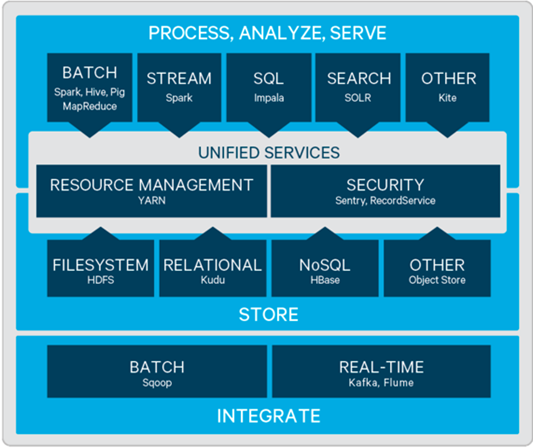 PROCESS, ANALYZE, SERVE
BATCH
Spark, Hive, Pig
MapReduce
STREAM
Spark
SQL
Impala
SEARCH
SOLR
OTHER
Kite
UNIFIED SERVICES
RESOURCE MANAGEMENT
YARN
SECURITY
Sentry, RecordService
FILESYSTEM
HDFS
RELATIONAL
Kudu
NoSQL
HBase
OTHER
Object Store
STORE
BATCH
Sqoop
REAL-TIME
Kafka, Flume
INTEGRATE